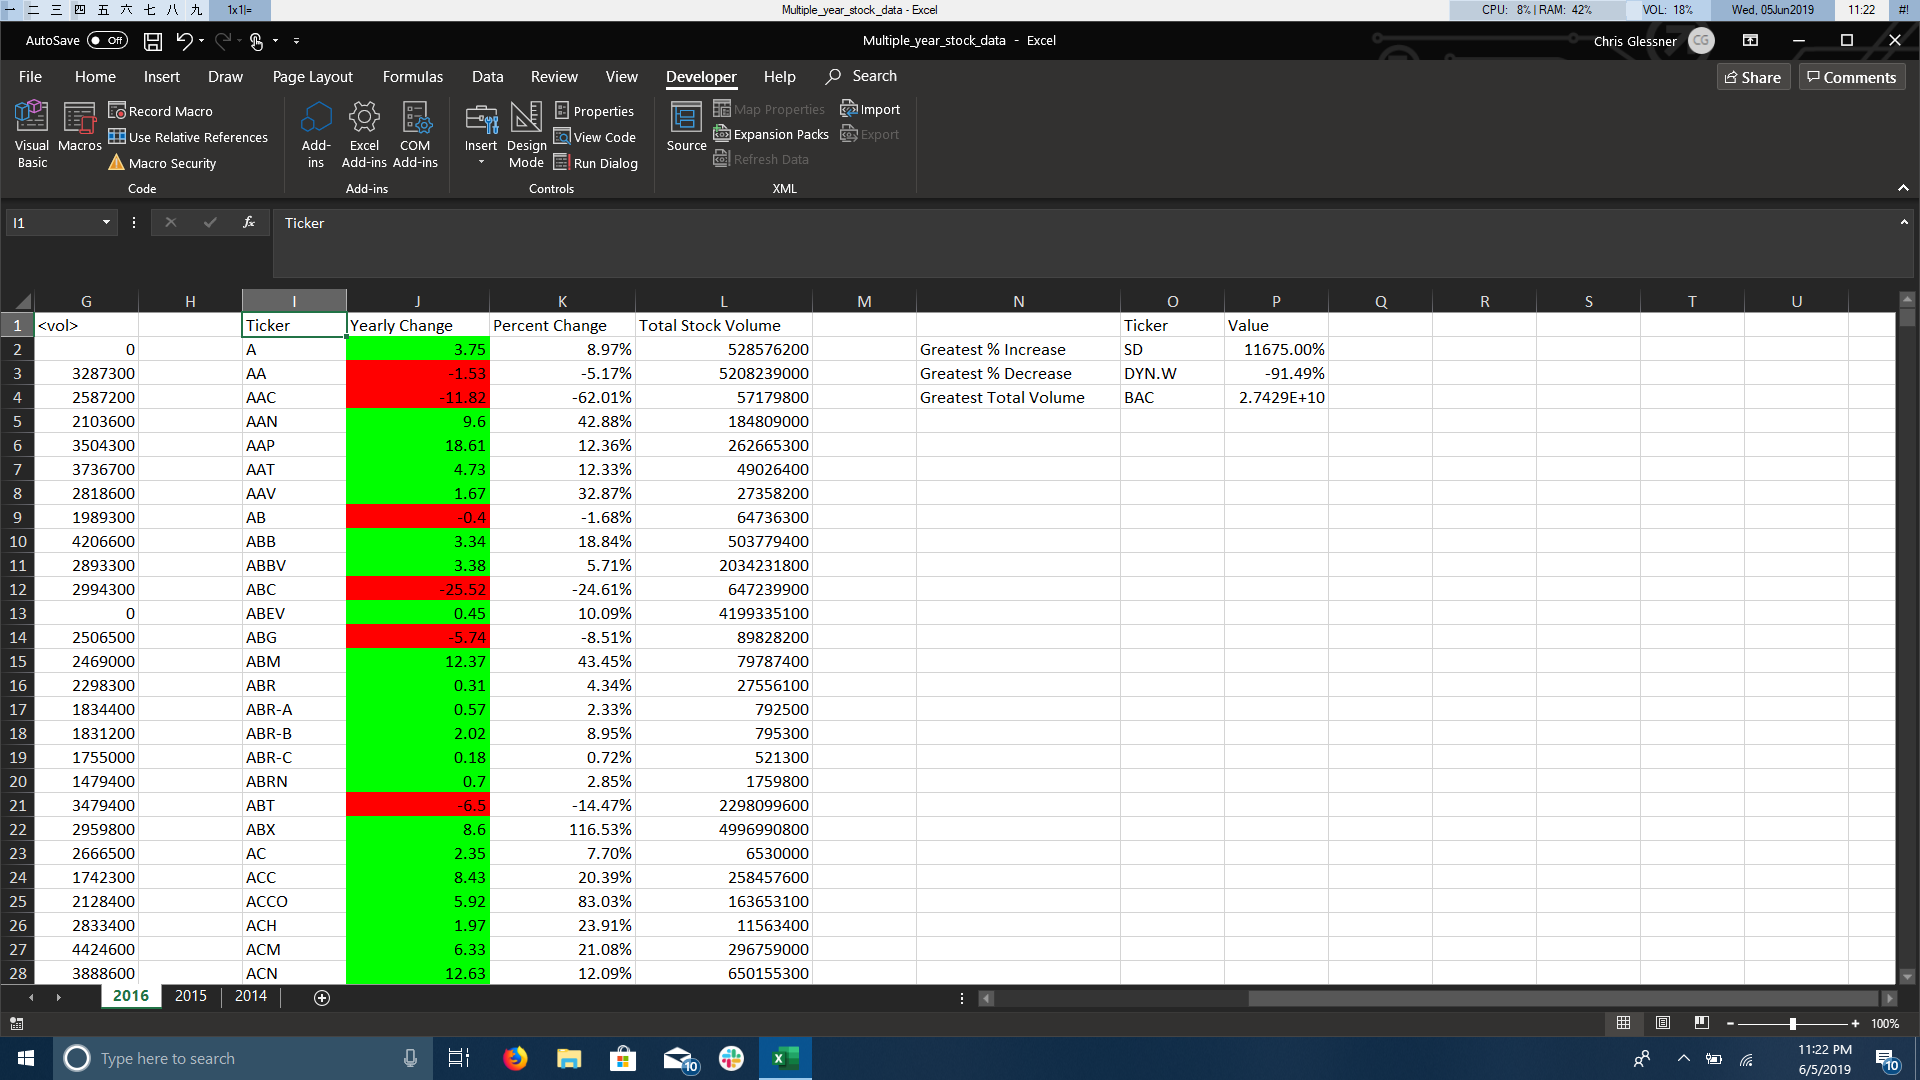 一 二 三 四 五 六 七 八 九 1x1|= Multiple_year_stock_data - Excel CPU: 8% | RAM: 42% VOL: 18% Wed, 05Jun2019 11:22 #!
AutoSave Off Multiple_year_stock_data - Excel Chris Glessner CG
File Home Insert Draw Page Layout Formulas Data Review View Developer Help Search Share Comments
Visual Basic Macros Record Macro Use Relative References Macro Security
Add-ins Excel Add-ins COM Add-ins
Insert Design Mode Properties View Code Run Dialog
Source Map Properties Expansion Packs Refresh Data Import Export
Code Add-ins Controls XML
I1 fx Ticker
G H I J K L M N O P Q R S T U
1 <vol> Ticker Yearly Change Percent Change Total Stock Volume Ticker Value
2 0 A 3.75 8.97% 528576200 Greatest % Increase SD 11675.00%
3 3287300 AA -1.53 -5.17% 5208239000 Greatest % Decrease DYN.W -91.49%
4 2587200 AAC -11.82 -62.01% 57179800 Greatest Total Volume BAC 2.7429E+10
5 2103600 AAN 9.6 42.88% 184809000
6 3504300 AAP 18.61 12.36% 262665300
7 3736700 AAT 4.73 12.33% 49026400
8 2818600 AAV 1.67 32.87% 27358200
9 1989300 AB -0.4 -1.68% 64736300
10 4206600 ABB 3.34 18.84% 503779400
11 2893300 ABBV 3.38 5.71% 2034231800
12 2994300 ABC -25.52 -24.61% 647239900
13 0 ABEV 0.45 10.09% 4199335100
14 2506500 ABG -5.74 -8.51% 89828200
15 2469000 ABM 12.37 43.45% 79787400
16 2298300 ABR 0.31 4.34% 27556100
17 1834400 ABR-A 0.57 2.33% 792500
18 1831200 ABR-B 2.02 8.95% 795300
19 1755000 ABR-C 0.18 0.72% 521300
20 1479400 ABRN 0.7 2.85% 1759800
21 3479400 ABT -6.5 -14.47% 2298099600
22 2959800 ABX 8.6 116.53% 4996990800
23 2666500 AC 2.35 7.70% 6530000
24 1742300 ACC 8.43 20.39% 258457600
25 2128400 ACCO 5.92 83.03% 163653100
26 2833400 ACH 1.97 23.91% 11563400
27 4424600 ACM 6.33 21.08% 296759000
28 3888600 ACN 12.63 12.09% 650155300
2016 2015 2014
100%
Type here to search 10 11:22 PM 10
6/5/2019